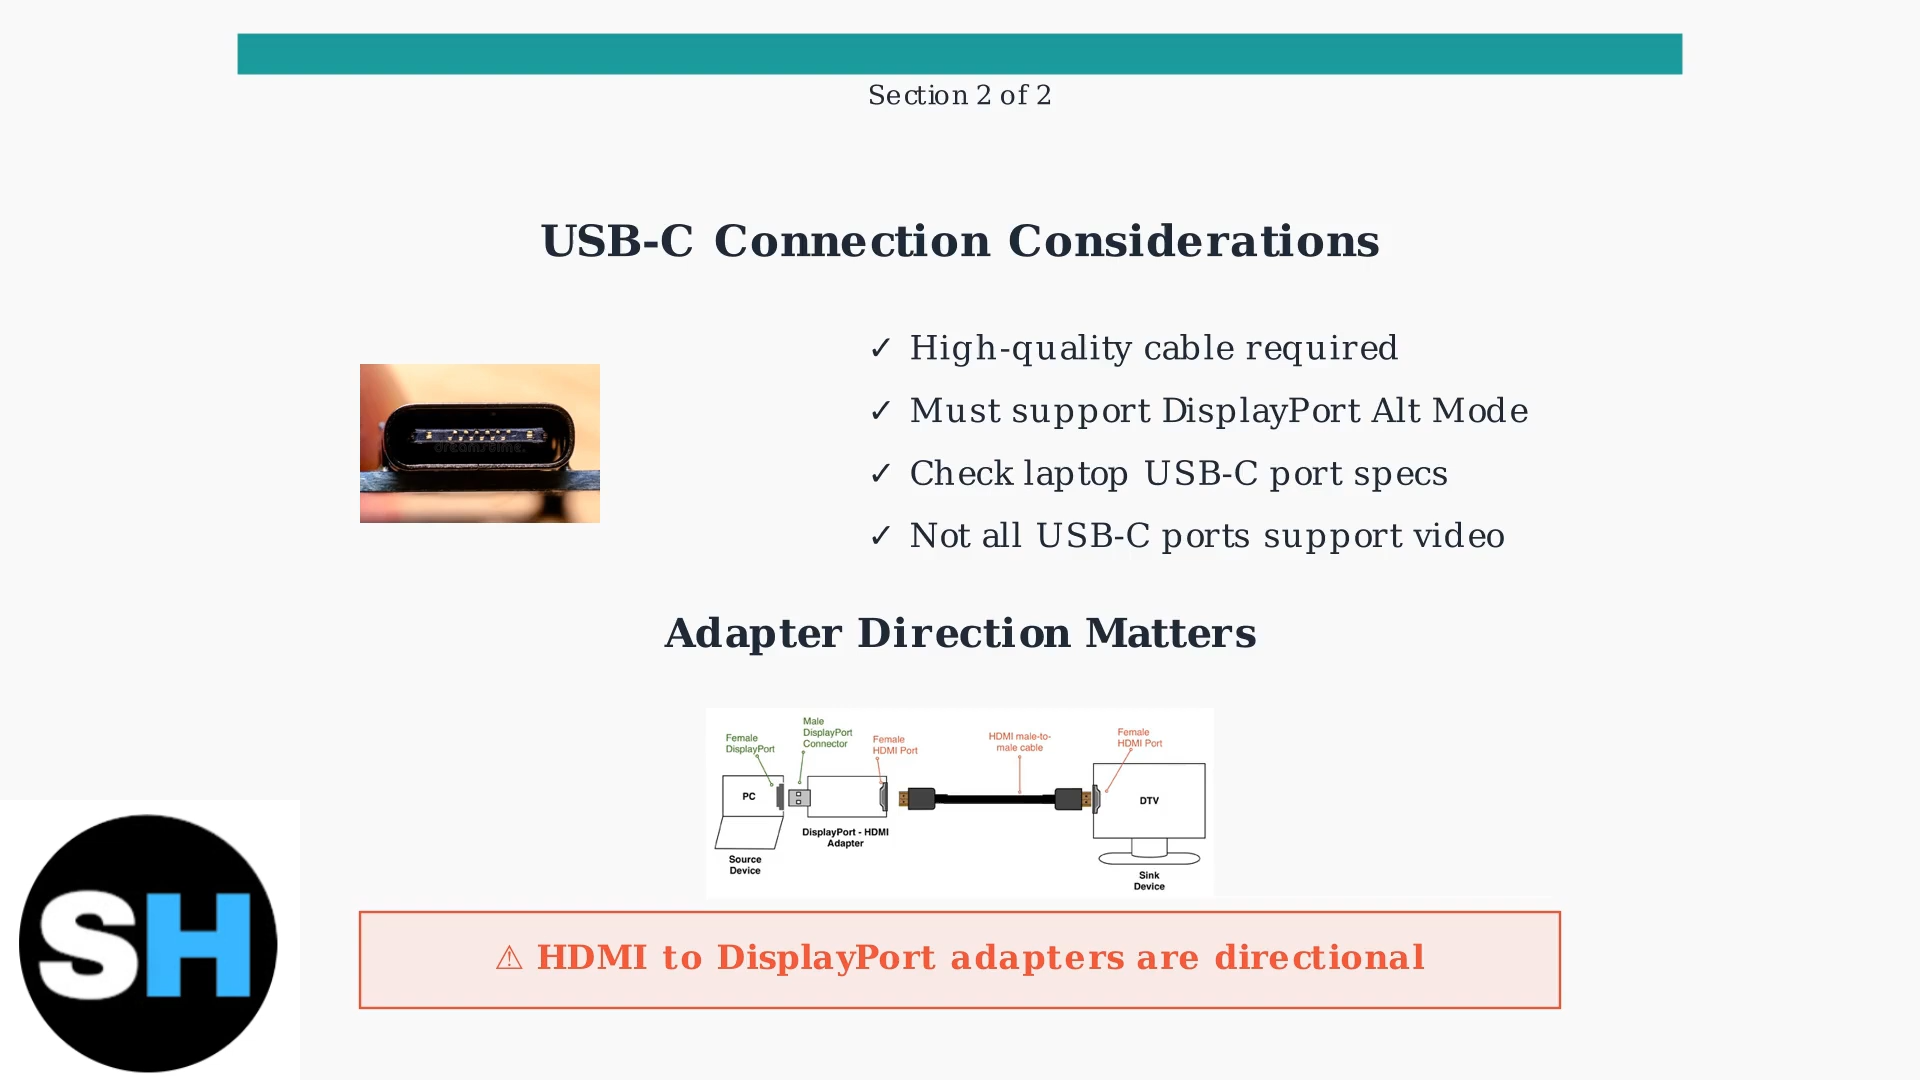 Section 2 of 2
USB-C Connection Considerations
✓ High-quality cable required
✓ Must support DisplayPort Alt Mode
✓ Check laptop USB-C port specs
✓ Not all USB-C ports support video
dreamstime.
Adapter Direction Matters
Female
DisplayPort
Male
DisplayPort
Connector
Female
HDMI Port
HDMI male-to-
male cable
Female
HDMI Port
PC
DTV
DisplayPort - HDMI
Adapter
Source
Device
Sink
Device
⚠ HDMI to DisplayPort adapters are directional
SH